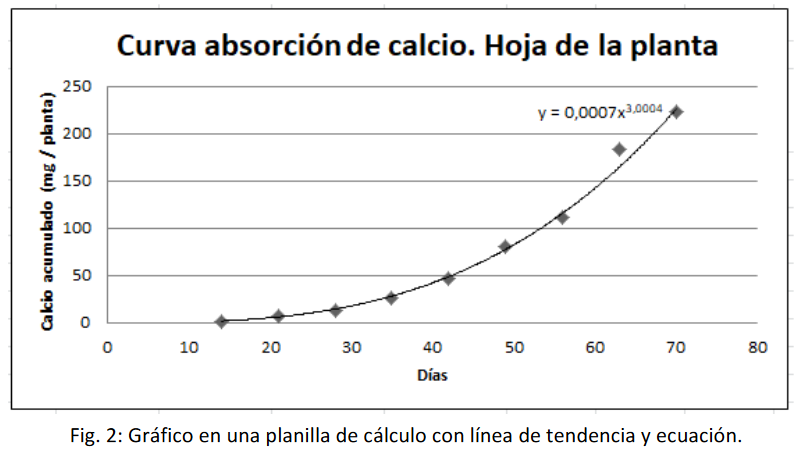 Curva absorción de calcio. Hoja de la planta
250
200
150
100
50
0
Calcio acumulado (mg / planta)
y = 0,0007x^3,0004
0 10 20 30 40 50 60 70 80
Días
Fig. 2: Gráfico en una planilla de cálculo con línea de tendencia y ecuación.